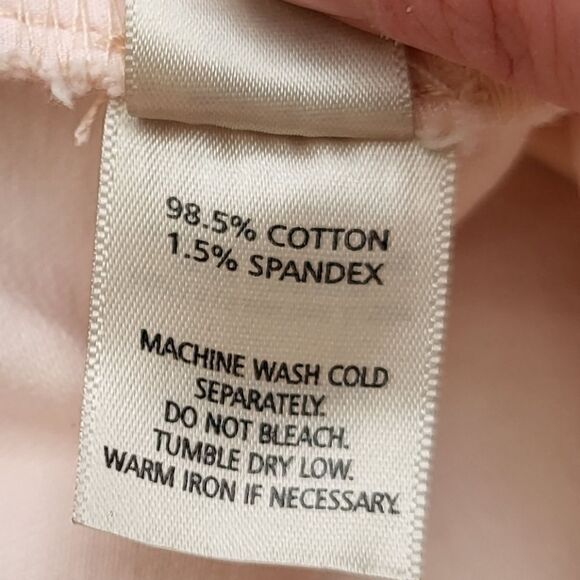 98.5% COTTON
1.5% SPANDEX
MACHINE WASH COLD
SEPARATELY.
DO NOT BLEACH.
TUMBLE DRY LOW.
WARM IRON IF NECESSARY.